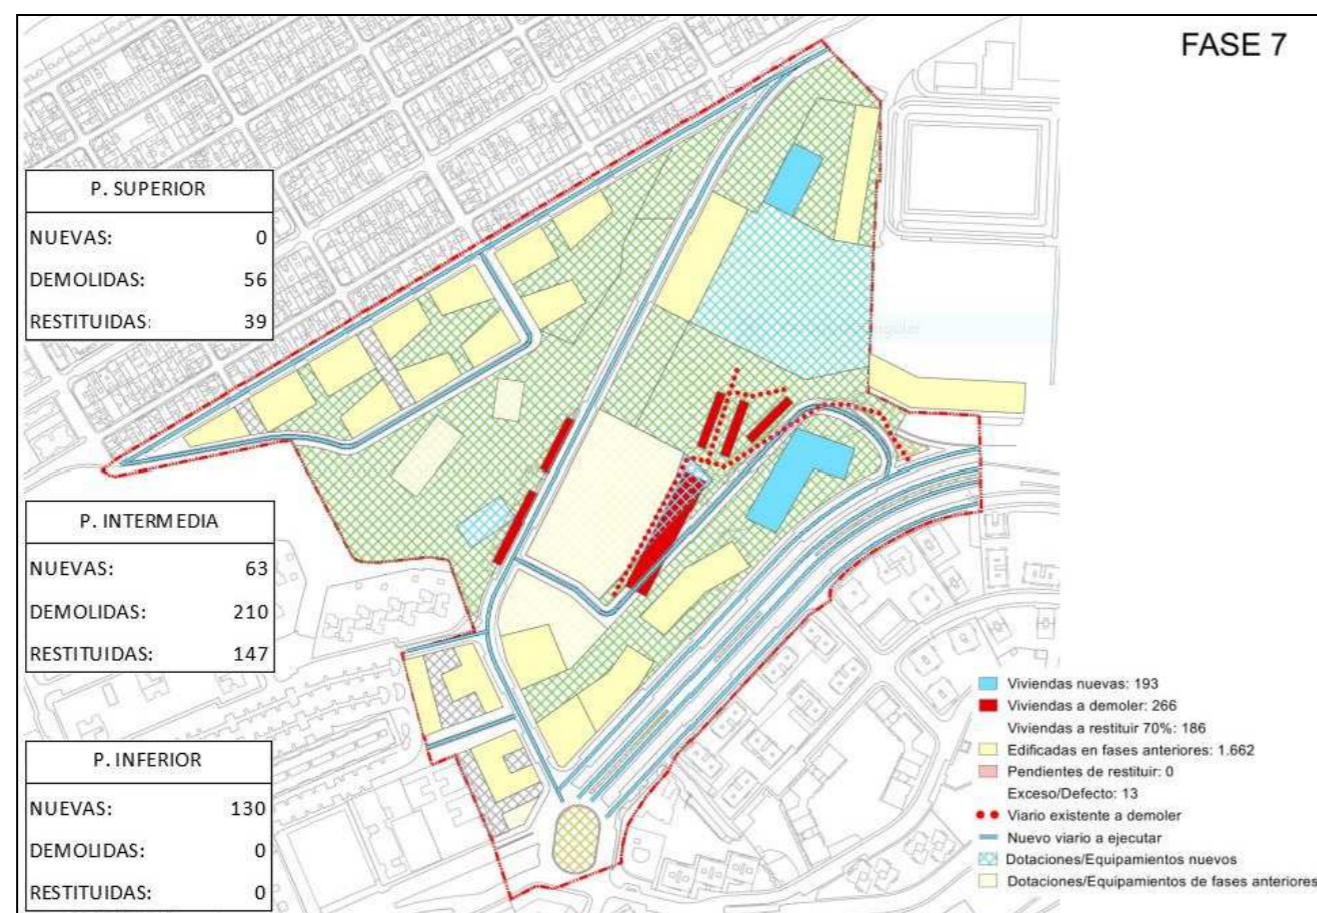 FASE 7
P. SUPERIOR
NUEVAS: 0
DEMOLIDAS: 56
RESTITUIDAS: 39
P. INTERMEDIA
NUEVAS: 63
DEMOLIDAS: 210
RESTITUIDAS: 147
P. INFERIOR
NUEVAS: 130
DEMOLIDAS: 0
RESTITUIDAS: 0
Viviendas nuevas: 193
Viviendas a demoler: 266
Viviendas a restituir 70%: 186
Edificadas en fases anteriores: 1.662
Pendientes de restituir: 0
Exceso/Defecto: 13
Viario existente a demoler
Nuevo viario a ejecutar
Dotaciones/Equipamientos nuevos
Dotaciones/Equipamientos de fases anteriores